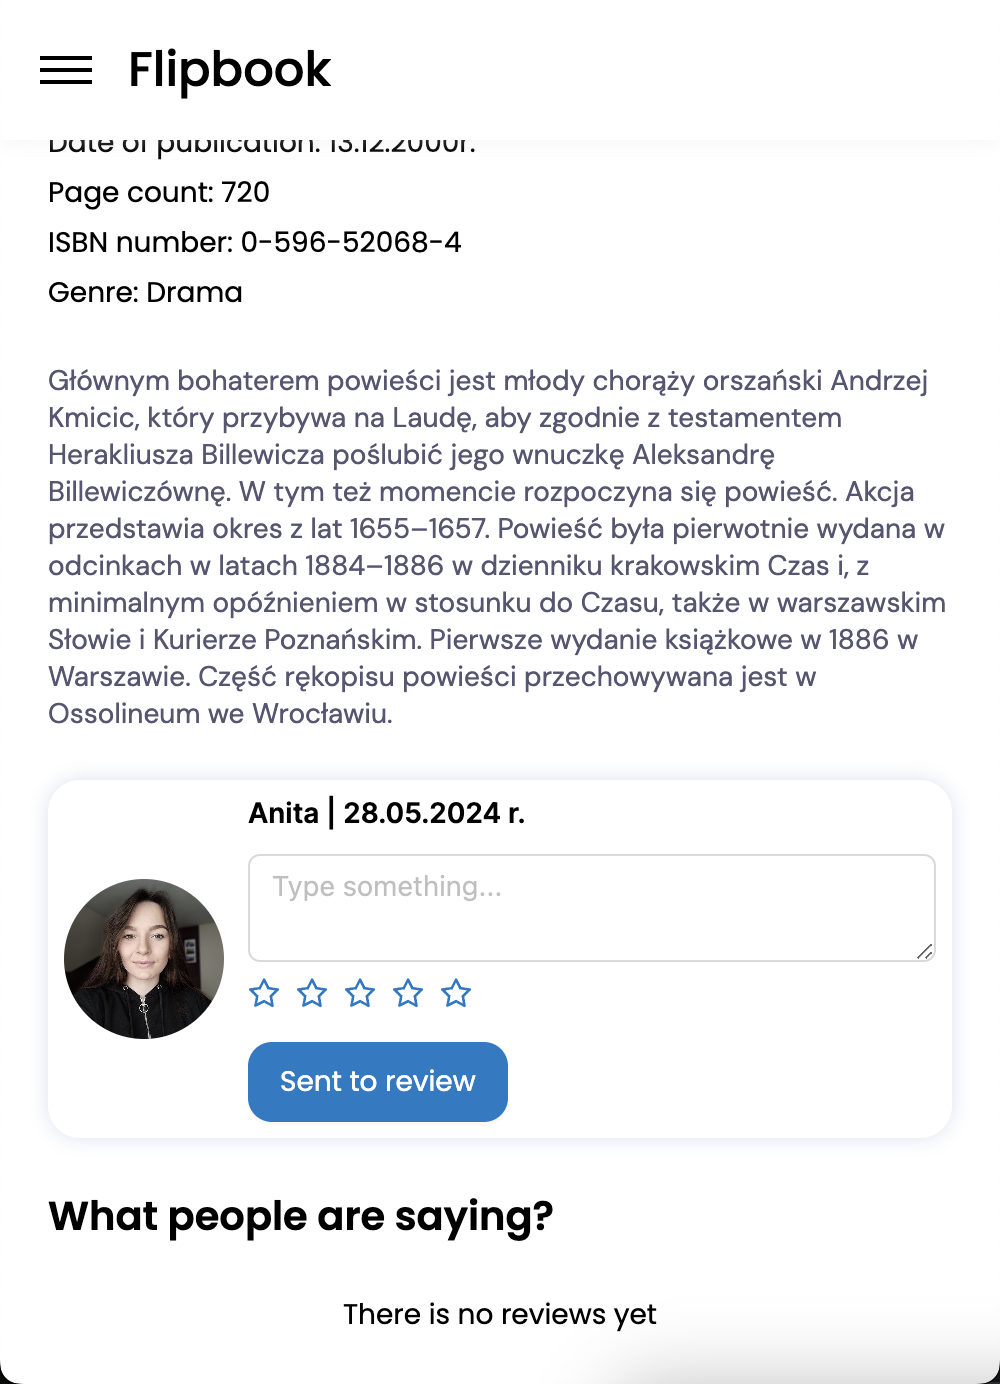 Flipbook
Date of publication: 13.12.2000r.
Page count: 720
ISBN number: 0-596-52068-4
Genre: Drama
Głównym bohaterem powieści jest młody chorąży orszański Andrzej
Kmicic, który przybywa na Laudę, aby zgodnie z testamentem
Herakliusza Billewicza poślubić jego wnuczkę Aleksandrę
Billewiczównę. W tym też momencie rozpoczyna się powieść. Akcja
przedstawia okres z lat 1655–1657. Powieść była pierwotnie wydana w
odcinkach w latach 1884–1886 w dzienniku krakowskim Czas i, z
minimalnym opóźnieniem w stosunku do Czasu, także w warszawskim
Słowie i Kurierze Poznańskim. Pierwsze wydanie książkowe w 1886 w
Warszawie. Część rękopisu powieści przechowywana jest w
Ossolineum we Wrocławiu.
Anita | 28.05.2024 r.
Type something...
Sent to review
What people are saying?
There is no reviews yet